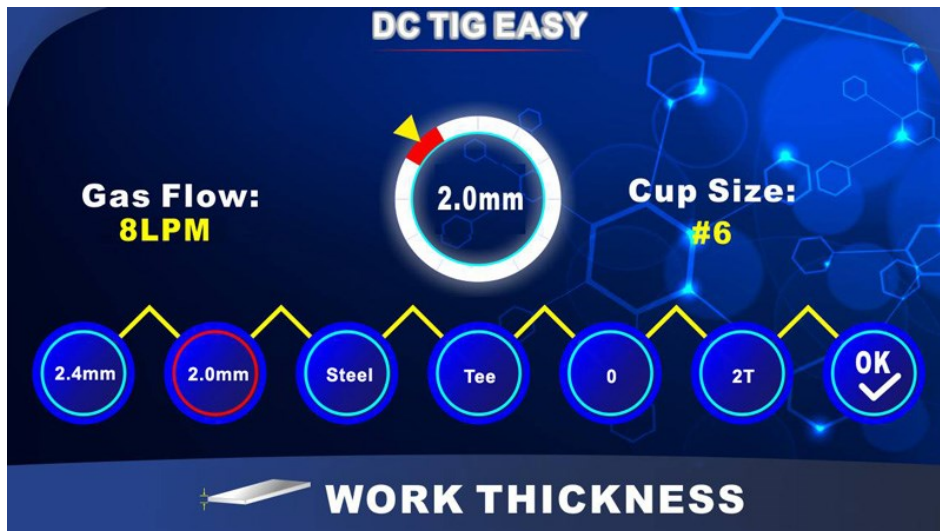 DC TIG EASY
Gas Flow:
8LPM
2.0mm
Cup Size:
#6
2.4mm
2.0mm
Steel
Tee
0
2T
OK
WORK THICKNESS